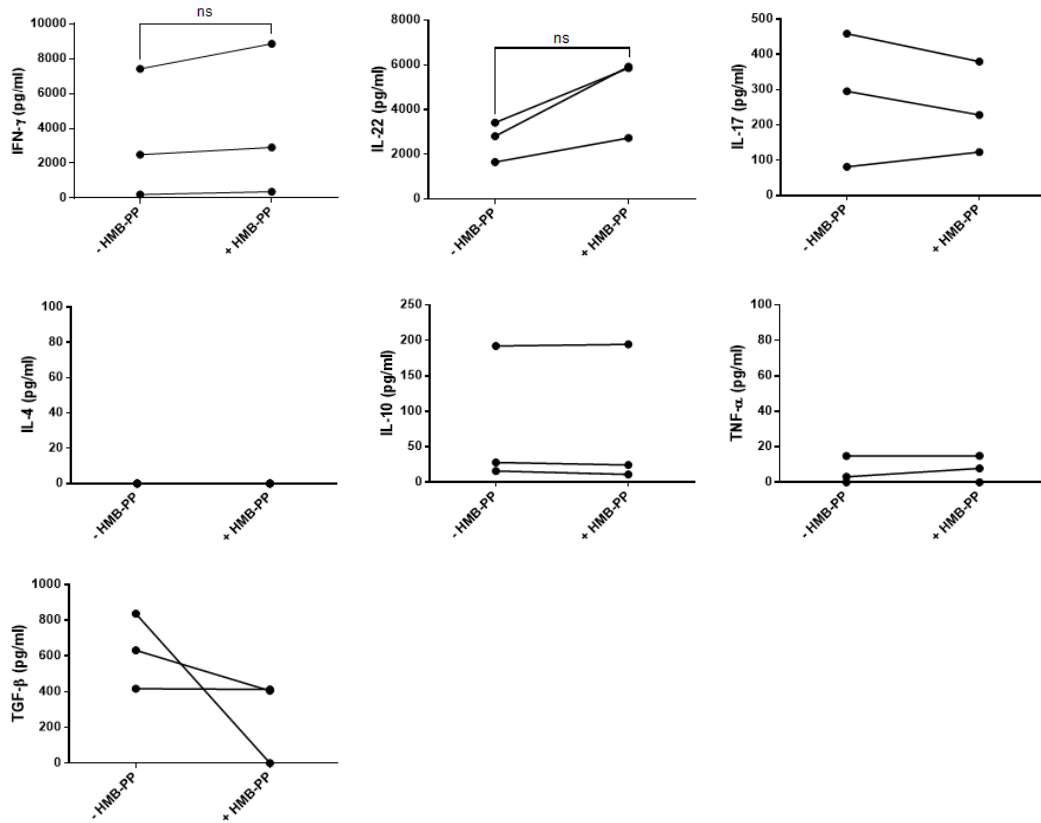 ns
IFN-γ (pg/ml)
10000
8000
6000
4000
2000
0
- HMB-PP
+ HMB-PP
ns
IL-22 (pg/ml)
8000
6000
4000
2000
0
- HMB-PP
+ HMB-PP
IL-17 (pg/ml)
500
400
300
200
100
0
- HMB-PP
+ HMB-PP
IL-4 (pg/ml)
100
80
60
40
20
0
- HMB-PP
+ HMB-PP
IL-10 (pg/ml)
250
200
150
100
50
0
- HMB-PP
+ HMB-PP
TNF-α (pg/ml)
100
80
60
40
20
0
- HMB-PP
+ HMB-PP
TGF-β (pg/ml)
1000
800
600
400
200
0
- HMB-PP
+ HMB-PP